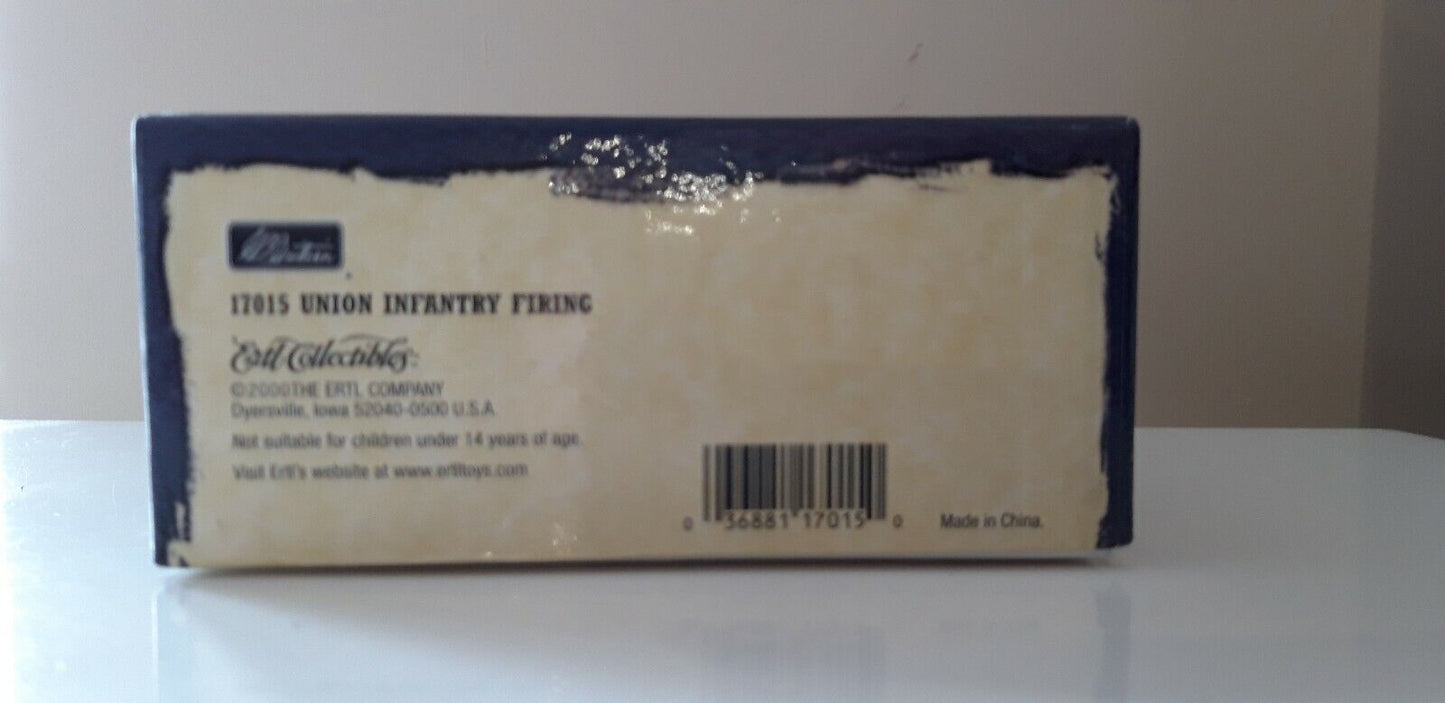 Britain's
17015 UNION INFANTRY FIRING
Ertl Collectibles
©2000 THE ERTL COMPANY
Dyersville, Iowa 52040-0500 U.S.A.
Not suitable for children under 14 years of age.
Visit Ertl's website at www.ertltoys.com
0 36881 17015 0
Made in China.